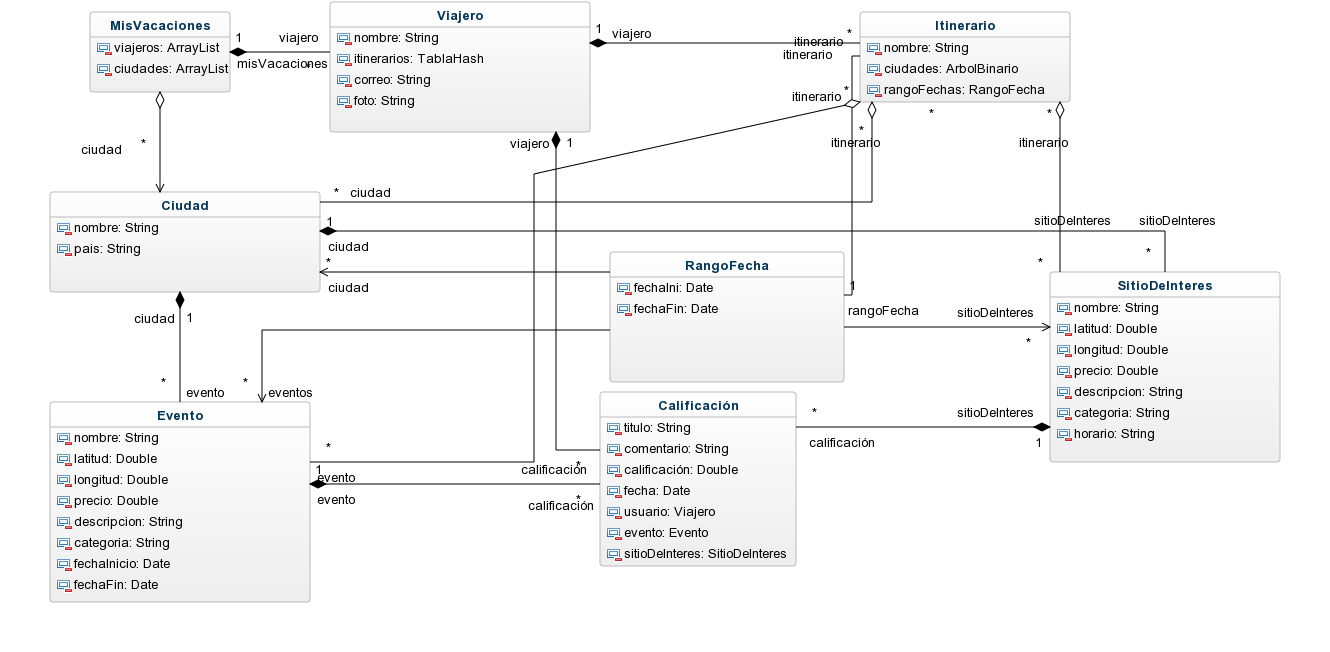 MisVacaciones
viajeros: ArrayList
ciudades: ArrayList
1
viajero
misVacaciones
*
Viajero
nombre: String
itinerarios: TablaHash
correo: String
foto: String
1
viajero
*
itinerario
itinerario
Itinerario
nombre: String
ciudades: ArbolBinario
rangoFechas: RangoFecha
itinerario
*
*
itinerario
*
*
itinerario
viajero
1
ciudad
*
*
ciudad
Ciudad
nombre: String
pais: String
1
ciudad
*
ciudad
sitioDeInteres
sitioDeInteres
*
*
RangoFecha
fechaIni: Date
fechaFin: Date
1
rangoFecha
sitioDeInteres
*
SitioDeInteres
nombre: String
latitud: Double
longitud: Double
precio: Double
descripcion: String
categoria: String
horario: String
ciudad
1
*
evento
*
eventos
Evento
nombre: String
latitud: Double
longitud: Double
precio: Double
descripcion: String
categoria: String
fechaInicio: Date
fechaFin: Date
*
1
evento
evento
*
calificación
*
calificación
Calificación
titulo: String
comentario: String
calificación: Double
fecha: Date
usuario: Viajero
evento: Evento
sitioDeInteres: SitioDeInteres
*
calificación
sitioDeInteres
1